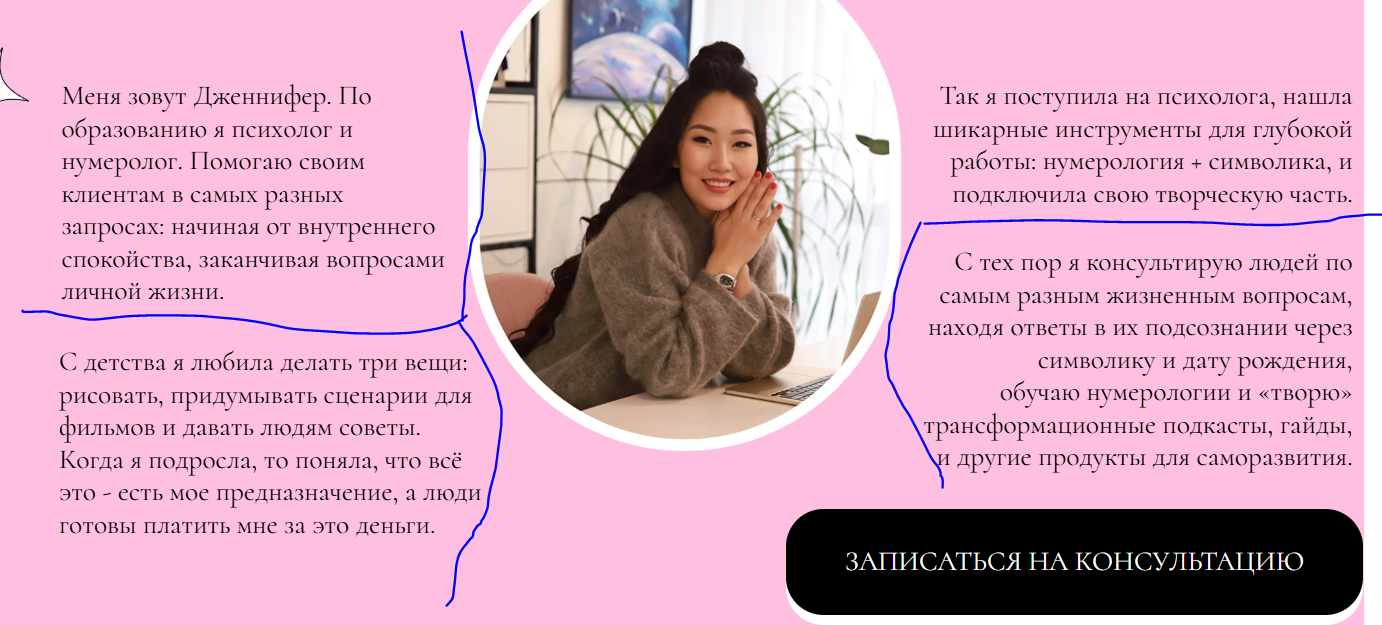 Меня зовут Дженнифер. По
образованию я психолог и
нумеролог. Помогаю своим
клиентам в самых разных
запросах: начиная от внутреннего
спокойства, заканчивая вопросами
личной жизни.
С детства я любила делать три вещи:
рисовать, придумывать сценарии для
фильмов и давать людям советы.
Когда я подросла, то поняла, что всё
это - есть мое предназначение, а люди
готовы платить мне за это деньги.
Так я поступила на психолога, нашла
шикарные инструменты для глубокой
работы: нумерология + символика, и
подключила свою творческую часть.
С тех пор я консультирую людей по
самым разным жизненным вопросам,
находя ответы в их подсознании через
символику и дату рождения,
обучаю нумерологии и «творю»
трансформационные подкасты, гайды,
и другие продукты для саморазвития.
ЗАПИСАТЬСЯ НА КОНСУЛЬТАЦИЮ